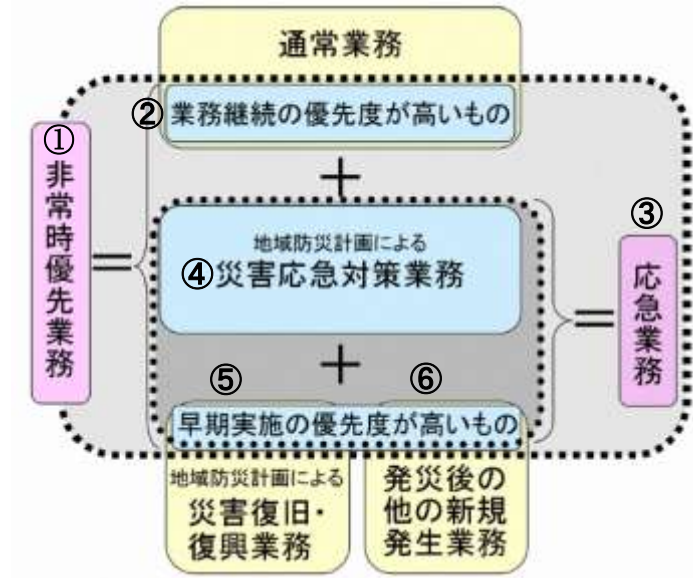 通常業務
②業務継続の優先度が高いもの
＋
①
非常時優先業務
＝
地域防災計画による
④災害応急対策業務
＝
③
応急業務
＋
⑤
⑥
早期実施の優先度が高いもの
地域防災計画による
災害復旧・
復興業務
発災後の
他の新規
発生業務